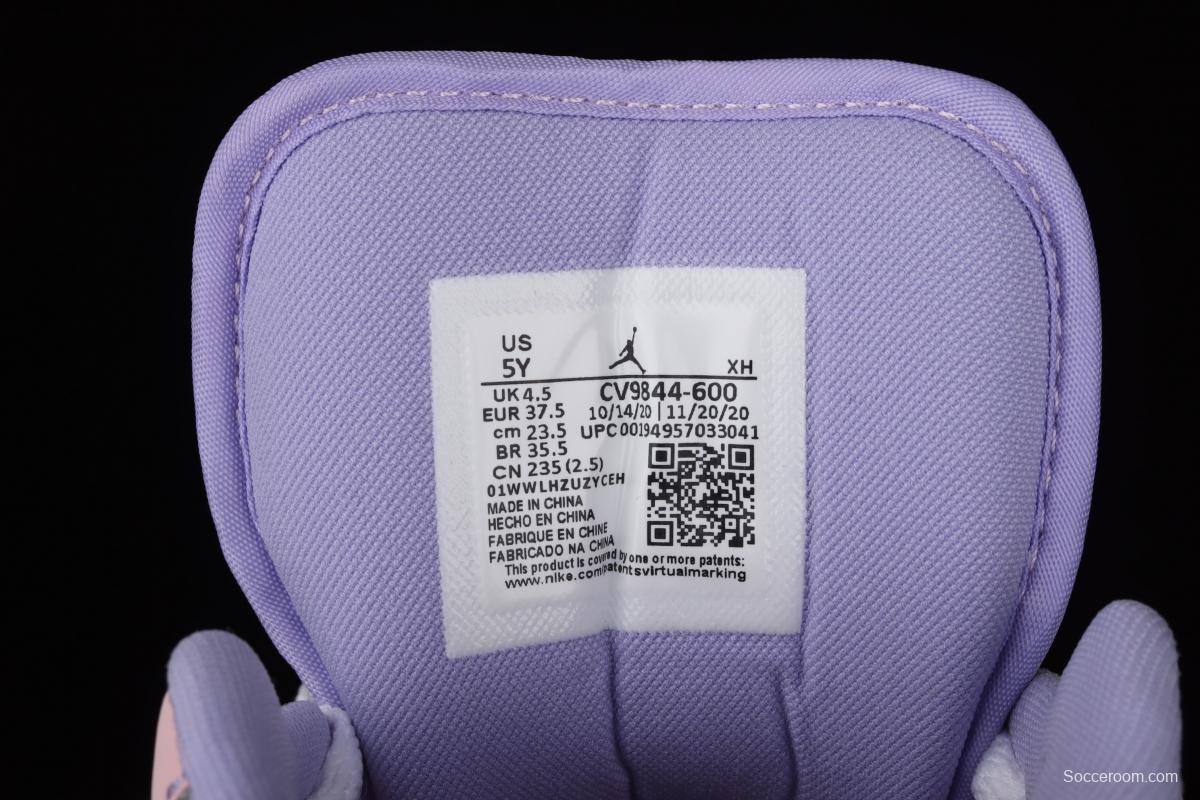 US
5Y
XH
UK 4.5
CV9844-600
EUR 37.5
10/14/20 | 11/20/20
cm 23.5
UPC 00194957033041
BR 35.5
CN 235 (2.5)
01WWLHZUZYCEH
MADE IN CHINA
HECHO EN CHINA
FABRIQUE EN CHINE
FABRICADO NA CHINA
This product is covered by one or more patents:
www.nike.com/patentsvirtualmarking
Socceroom.com